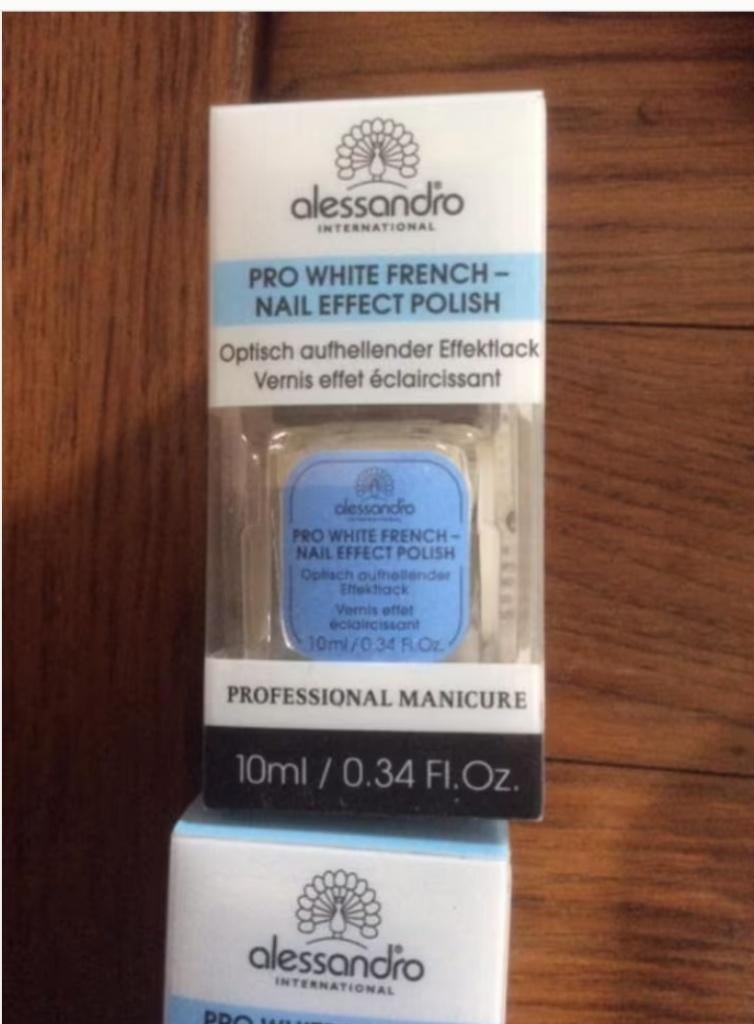 alessandro®
INTERNATIONAL
PRO WHITE FRENCH –
NAIL EFFECT POLISH
Optisch aufhellender Effektlack
Vernis effet éclaircissant
alessandro
PRO WHITE FRENCH –
NAIL EFFECT POLISH
Optisch aufhellender
Effektlack
Vernis effet
éclaircissant
10ml / 0.34 Fl.Oz.
PROFESSIONAL MANICURE
10ml / 0.34 Fl.Oz.
alessandro®
INTERNATIONAL
PRO WHITE